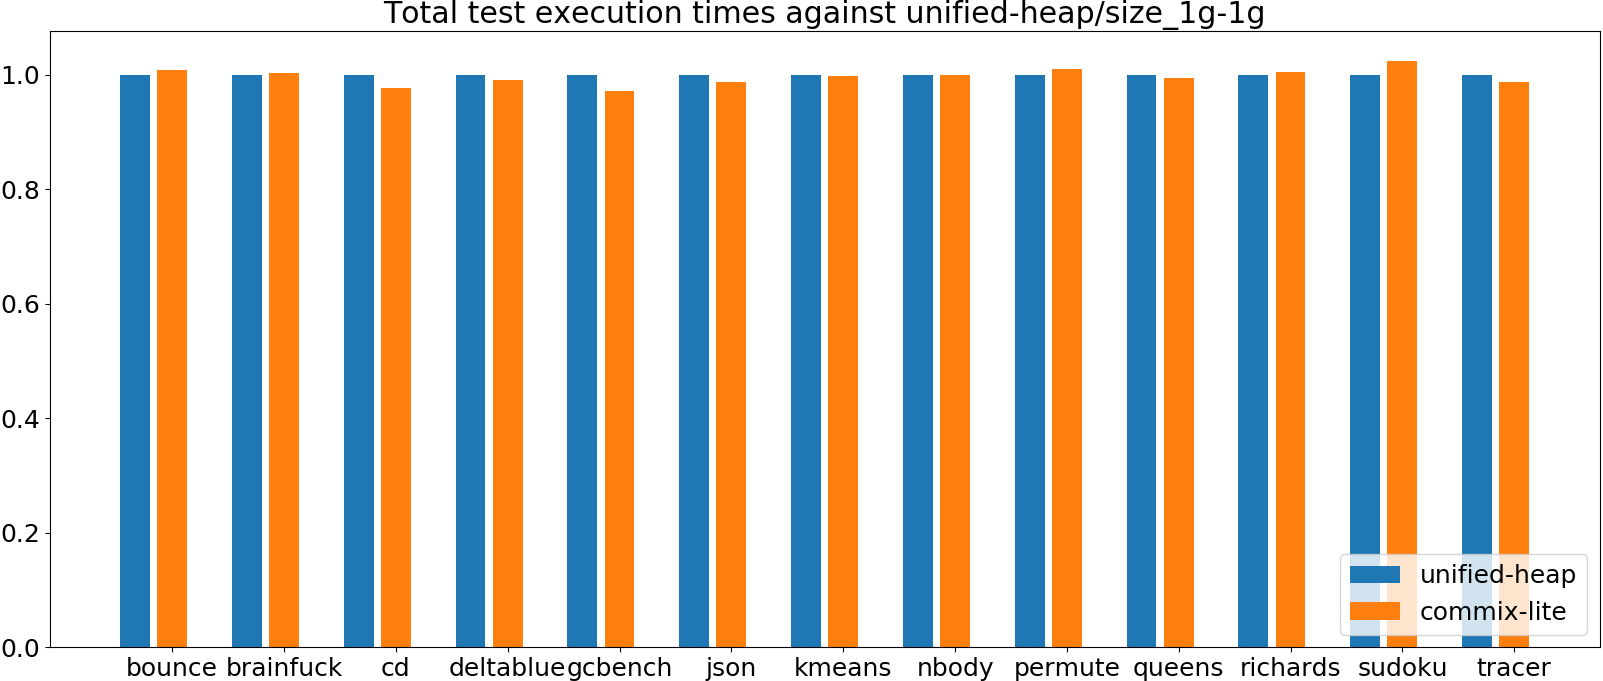 Total test execution times against unified-heap/size_1g-1g
1.0
0.8
0.6
0.4
0.2
0.0
bounce brainfuck cd deltablue gcbench json kmeans nbody permute queens richards sudoku tracer
unified-heap
commix-lite